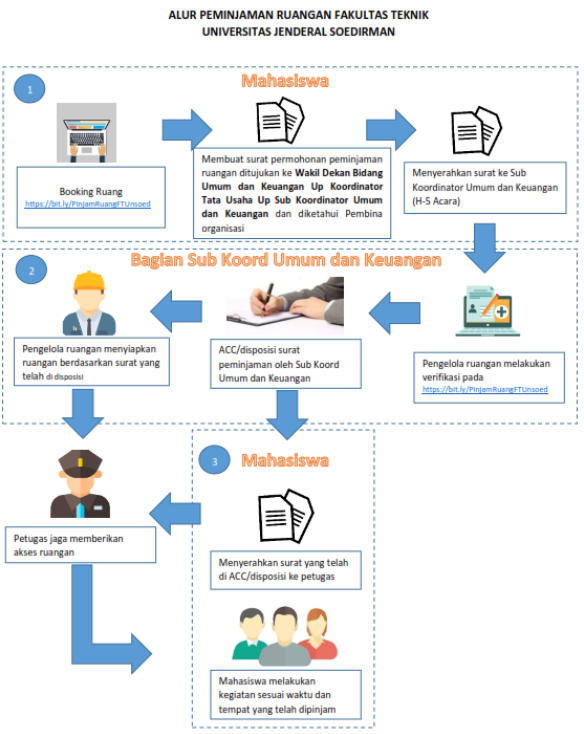 ALUR PEMINJAMAN RUANGAN FAKULTAS TEKNIK
UNIVERSITAS JENDERAL SOEDIRMAN
1
Mahasiswa
Booking Ruang
https://bit.ly/PinjamRuangFTUnsoed
Membuat surat permohonan peminjaman
ruangan ditujukan ke Wakil Dekan Bidang
Umum dan Keuangan Up Koordinator
Tata Usaha Up Sub Koordinator Umum
dan Keuangan dan diketahui Pembina
organisasi
Menyerahkan surat ke Sub
Koordinator Umum dan Keuangan
(H-5 Acara)
2
Bagian Sub Koord Umum dan Keuangan
Pengelola ruangan menyiapkan
ruangan berdasarkan surat yang
telah di disposisi
ACC/disposisi surat
peminjaman oleh Sub Koord
Umum dan Keuangan
Pengelola ruangan melakukan
verifikasi pada
https://bit.ly/PinjamRuangFTUnsoed
3
Mahasiswa
Petugas jaga memberikan
akses ruangan
Menyerahkan surat yang telah
di ACC/disposisi ke petugas
Mahasiswa melakukan
kegiatan sesuai waktu dan
tempat yang telah dipinjam